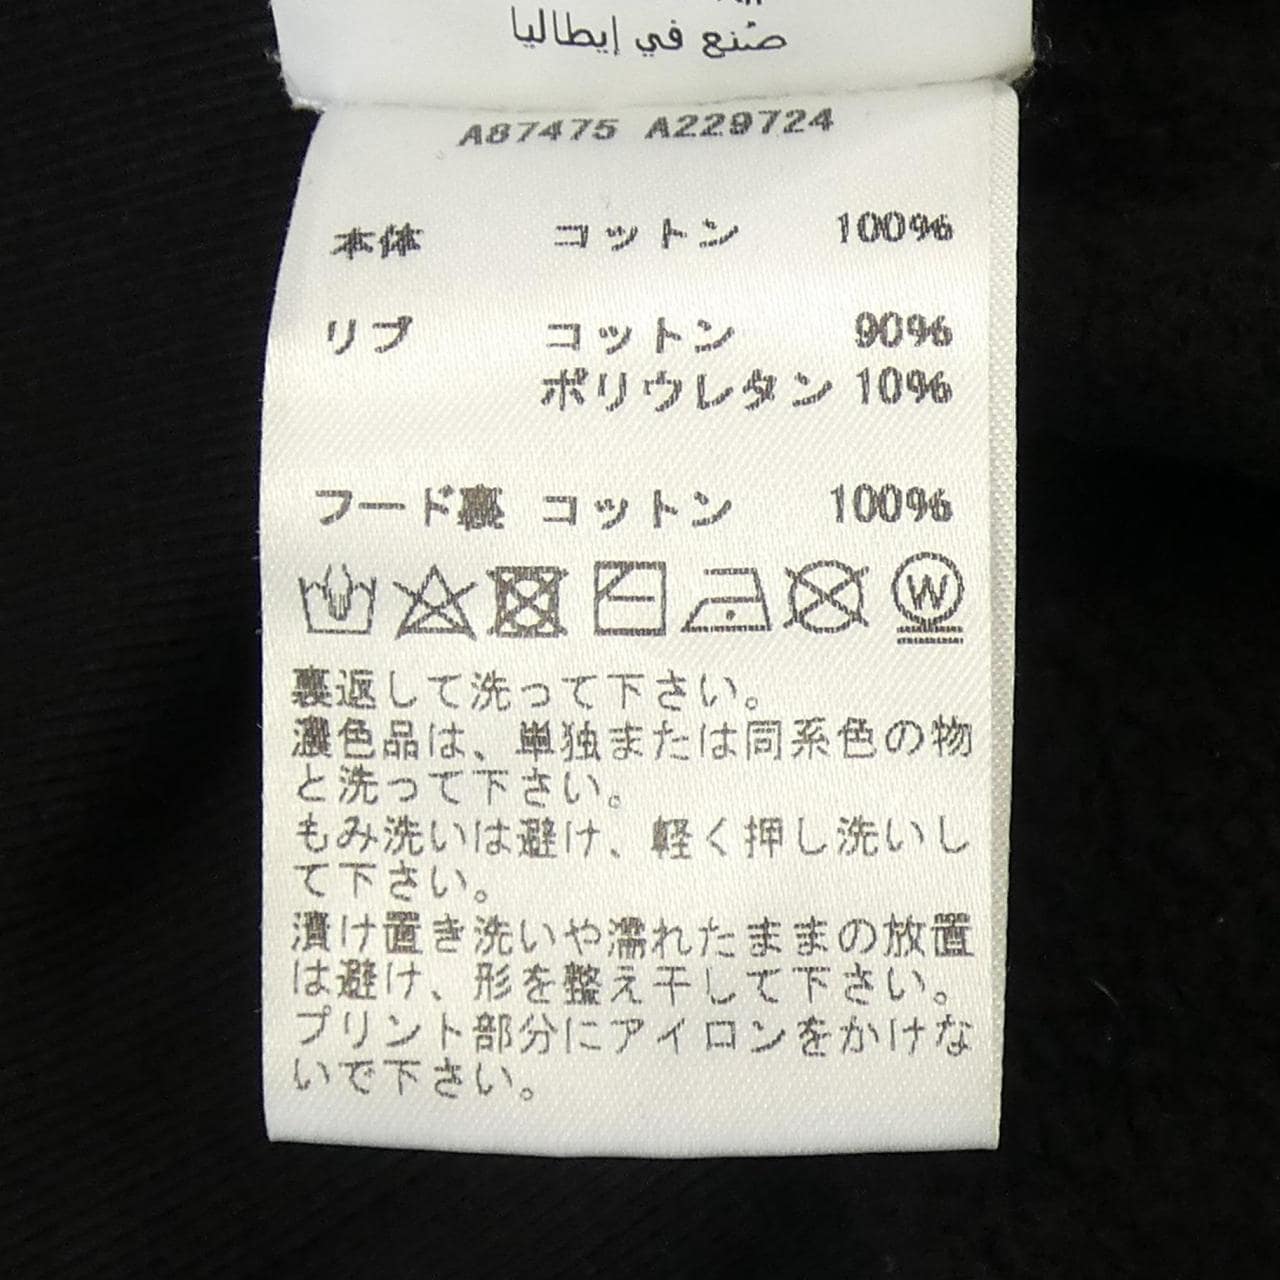 صنع في إيطاليا
A87475 A229724
本体 コットン 100%
リブ コットン 90%
ポリウレタン 10%
フード裏 コットン 100%
W
裏返して洗って下さい。
濃色品は、単独または同系色の物
と洗って下さい。
もみ洗いは避け、軽く押し洗いし
て下さい。
漬け置き洗いや濡れたままの放置
は避け、形を整え干して下さい。
プリント部分にアイロンをかけな
いで下さい。